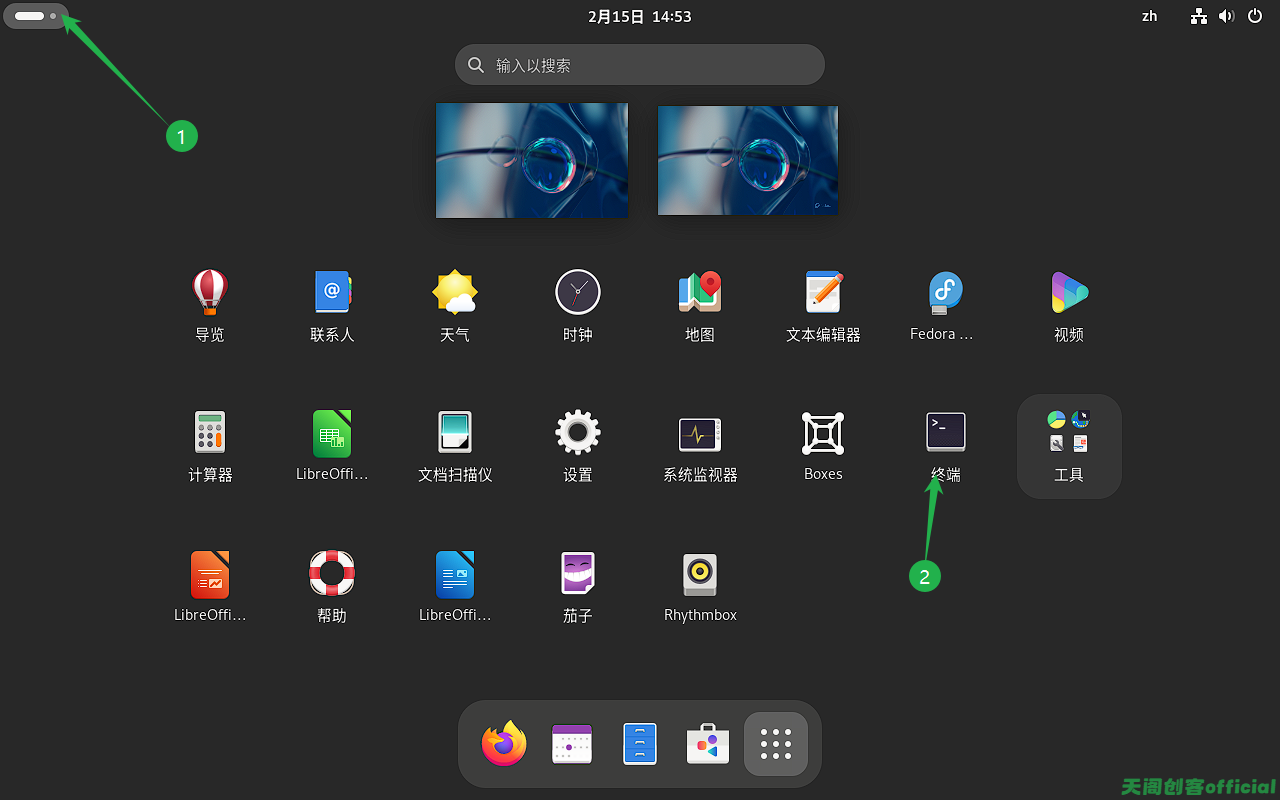 2月15日 14:53
zh
输入以搜索
1
导览
联系人
天气
时钟
地图
文本编辑器
Fedora …
视频
计算器
LibreOffi…
文档扫描仪
设置
系统监视器
Boxes
终端
工具
2
LibreOffi…
帮助
LibreOffi…
茄子
Rhythmbox
天阁创客official